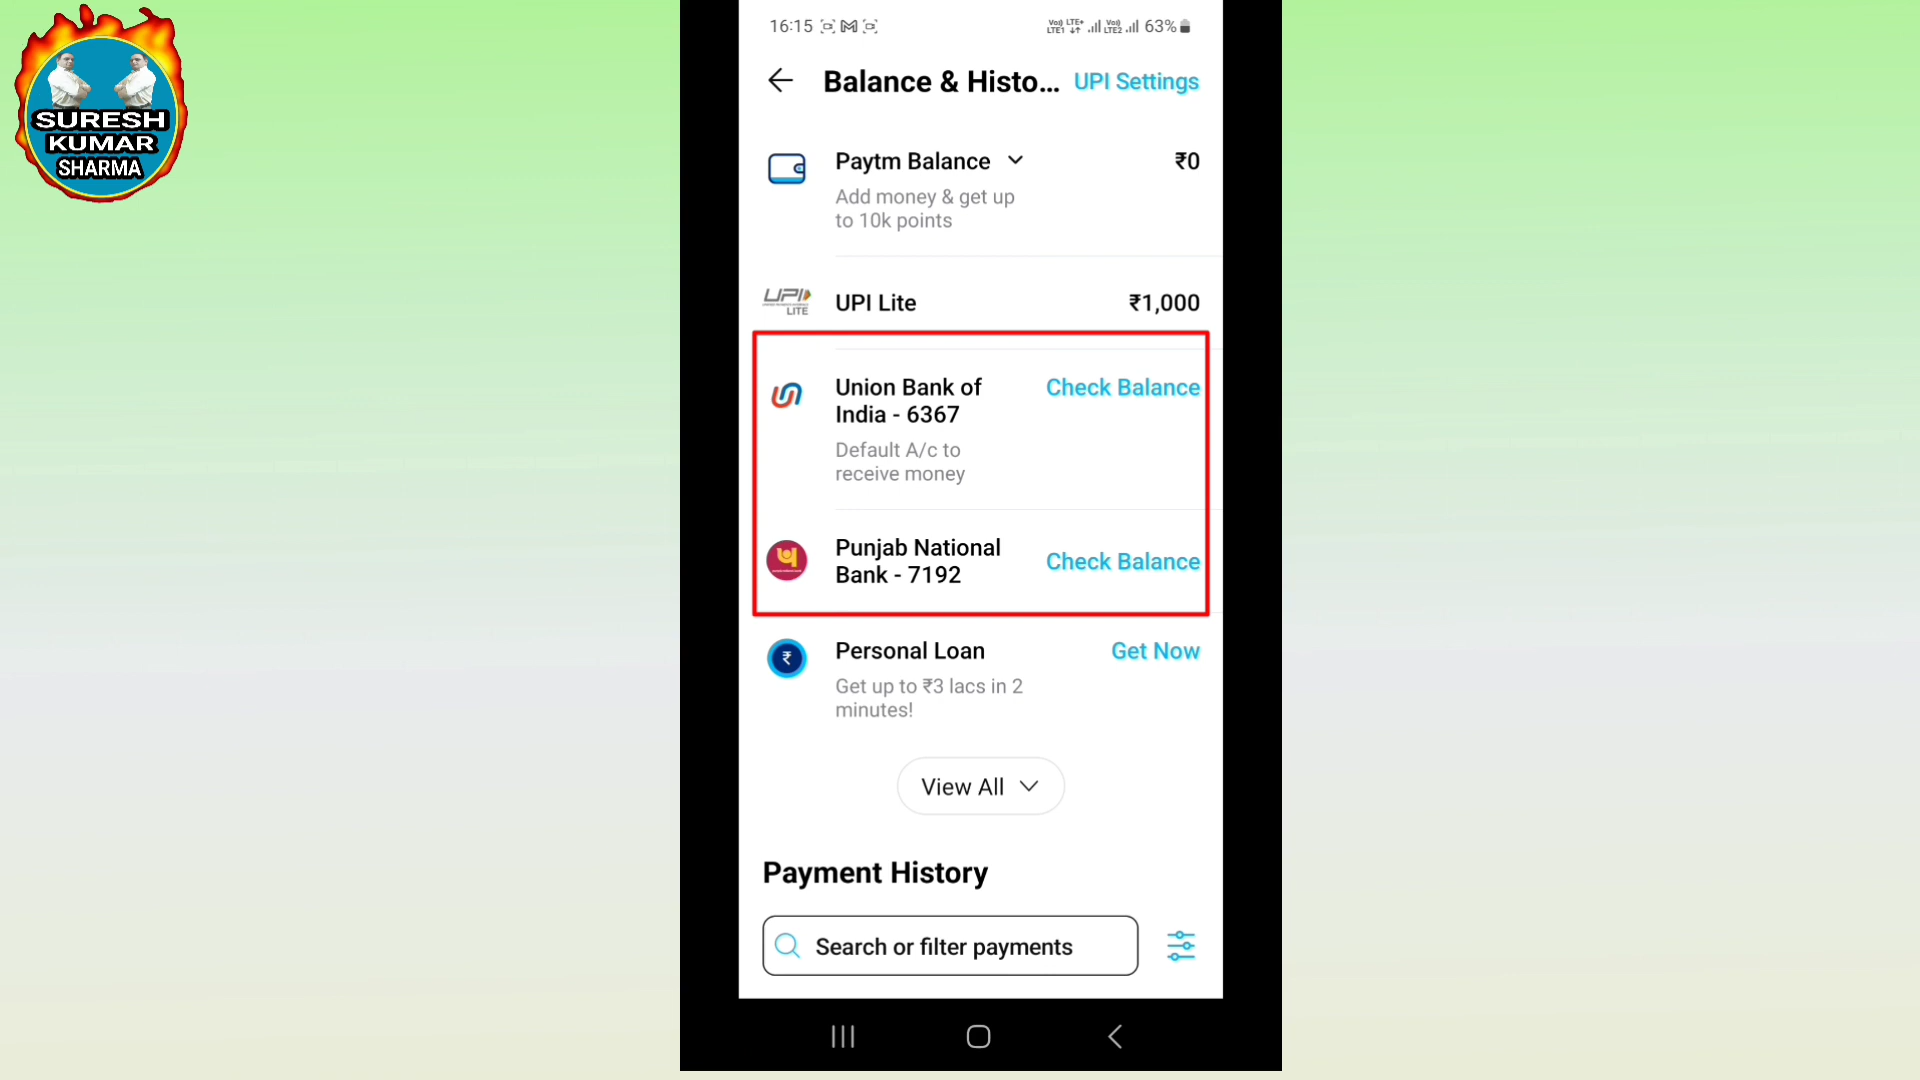 SURESH
KUMAR
SHARMA
16:15 63%
Balance & Histo... UPI Settings
Paytm Balance ₹0
Add money & get up
to 10k points
UPI LITE UPI Lite ₹1,000
Union Bank of Check Balance
India - 6367
Default A/c to
receive money
Punjab National Check Balance
Bank - 7192
Personal Loan Get Now
Get up to ₹3 lacs in 2
minutes!
View All
Payment History
Search or filter payments